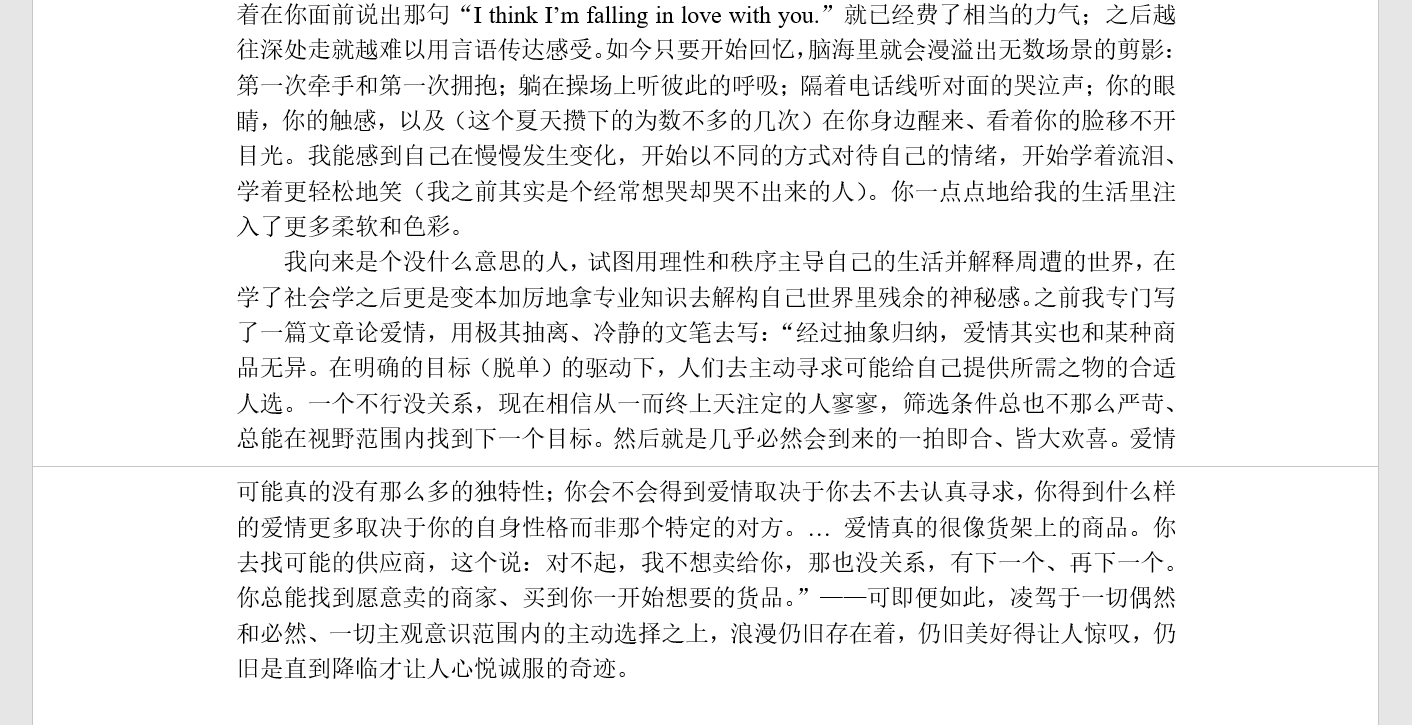 着在你面前说出那句“I think I’m falling in love with you.”就已经费了相当的力气；之后越
往深处走就越难以用言语传达感受。如今只要开始回忆，脑海里就会漫溢出无数场景的剪影：
第一次牵手和第一次拥抱；躺在操场上听彼此的呼吸；隔着电话线听对面的哭泣声；你的眼
睛，你的触感，以及（这个夏天攒下的为数不多的几次）在你身边醒来、看着你的脸移不开
目光。我能感到自己在慢慢发生变化，开始以不同的方式对待自己的情绪，开始学着流泪、
学着更轻松地笑（我之前其实是个经常想哭却哭不出来的人）。你一点点地给我的生活里注
入了更多柔软和色彩。
我向来是个没什么意思的人，试图用理性和秩序主导自己的生活并解释周遭的世界，在
学了社会学之后更是变本加厉地拿专业知识去解构自己世界里残余的神秘感。之前我专门写
了一篇文章论爱情，用极其抽离、冷静的文笔去写：“经过抽象归纳，爱情其实也和某种商
品无异。在明确的目标（脱单）的驱动下，人们去主动寻求可能给自己提供所需之物的合适
人选。一个不行没关系，现在相信从一而终上天注定的人寥寥，筛选条件总也不那么严苛、
总能在视野范围内找到下一个目标。然后就是几乎必然会到来的一拍即合、皆大欢喜。爱情
可能真的没有那么多的独特性；你会不会得到爱情取决于你去不去认真寻求，你得到什么样
的爱情更多取决于你的自身性格而非那个特定的对方。… 爱情真的很像货架上的商品。你
去找可能的供应商，这个说：对不起，我不想卖给你，那也没关系，有下一个、再下一个。
你总能找到愿意卖的商家、买到你一开始想要的货品。”——可即便如此，凌驾于一切偶然
和必然、一切主观意识范围内的主动选择之上，浪漫仍旧存在着，仍旧美好得让人惊叹，仍
旧是直到降临才让人心悦诚服的奇迹。